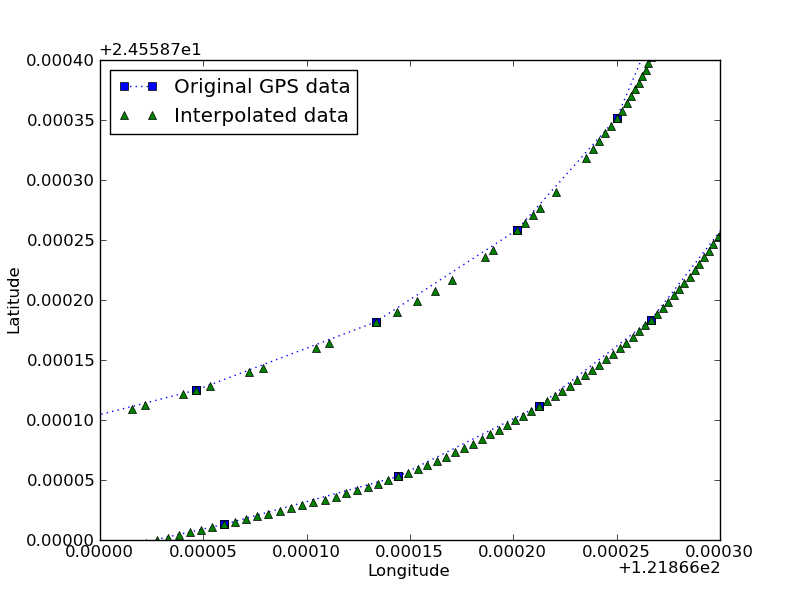 +2.45587e1
0.00040
Original GPS data
Interpolated data
0.00035
0.00030
0.00025
Latitude
0.00020
0.00015
0.00010
0.00005
0.00000
0.00000 0.00005 0.00010 0.00015 0.00020 0.00025 0.00030
Longitude
+1.21866e2